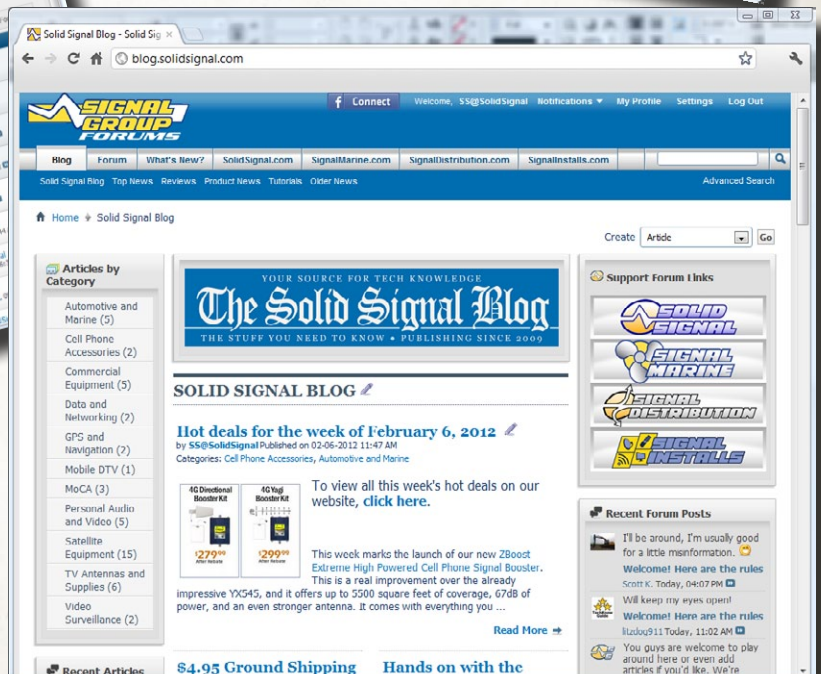 Solid Signal Blog - Solid Sig
blog.solidsignal.com
SIGNAL
GROUP
FORUMS
f Connect
Welcome, SS@SolidSignal Notifications My Profile Settings Log Out
Blog Forum What's New? SolidSignal.com SignalMarine.com SignalDistribution.com SignalInstalls.com
Solid Signal Blog Top News Reviews Product News Tutorials Older News
Advanced Search
Home Solid Signal Blog
Create Article Go
Articles by
Category
Automotive and
Marine (5)
Cell Phone
Accessories (2)
Commercial
Equipment (5)
Data and
Networking (2)
GPS and
Navigation (2)
Mobile DTV (1)
MoCA (3)
Personal Audio
and Video (5)
Satellite
Equipment (15)
TV Antennas and
Supplies (6)
Video
Surveillance (2)
Recent Articles
YOUR SOURCE FOR TECH KNOWLEDGE
The Solid Signal Blog
THE STUFF YOU NEED TO KNOW • PUBLISHING SINCE 2009
SOLID SIGNAL BLOG
Hot deals for the week of February 6, 2012
by SS@SolidSignal Published on 02-06-2012 11:47 AM
Categories: Cell Phone Accessories, Automotive and Marine
4G Directional
Booster Kit
$279.99
After Rebate
4G Yagi
Booster Kit
$299.99
After Rebate
To view all this week's hot deals on our
website, click here.
This week marks the launch of our new ZBoost
Extreme High Powered Cell Phone Signal Booster.
This is a real improvement over the already
impressive YX545, and it offers up to 5500 square feet of coverage, 67dB of
power, and an even stronger antenna. It comes with everything you ...
Read More
$4.95 Ground Shipping
Hands on with the
Support Forum Links
SOLID
SIGNAL
SIGNAL
MARINE
SIGNAL
DISTRIBUTION
SIGNAL
INSTALLS
Recent Forum Posts
I'll be around, I'm usually good
for a little misnformation.
Welcome! Here are the rules
Scott K. Today, 04:07 PM
Will keep my eyes open!
Welcome! Here are the rules
litzdog911 Today, 11:02 AM
You guys are welcome to play
around here or even add
articles if you'd like. We're